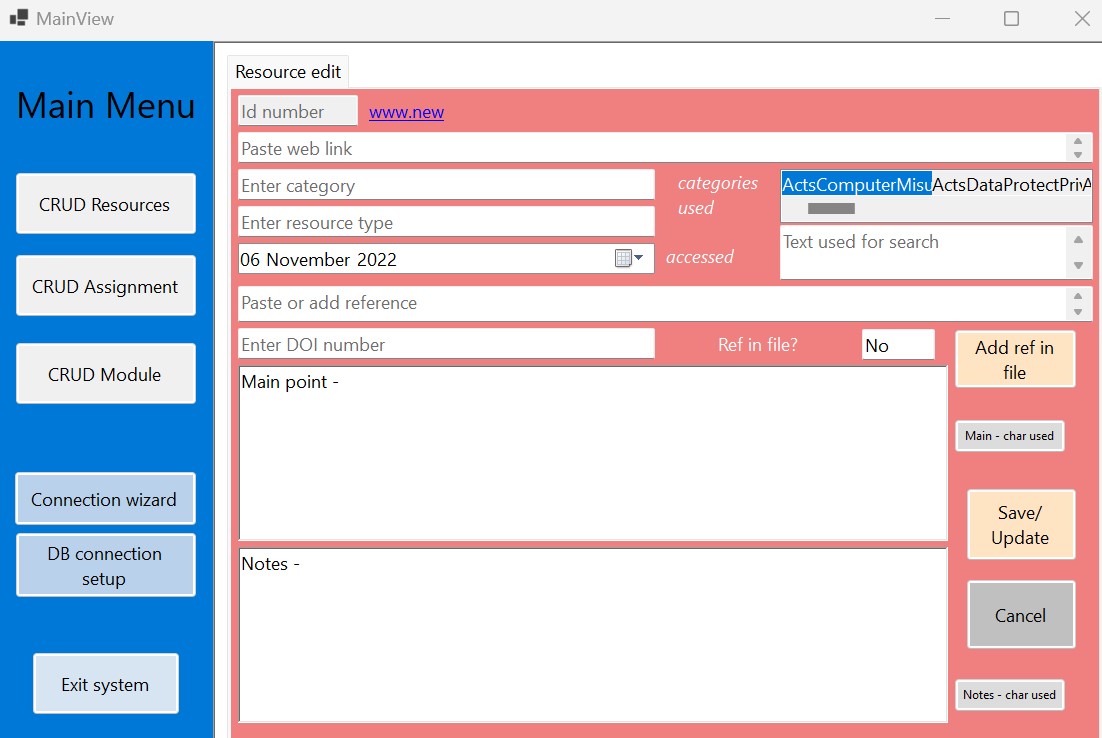 MainView
Main Menu
CRUD Resources
CRUD Assignment
CRUD Module
Connection wizard
DB connection
setup
Exit system
Resource edit
Id number
www.new
Paste web link
Enter category
categories
used
ActsComputerMisu
ActsDataProtectPrivA
Enter resource type
Text used for search
06 November 2022
accessed
Paste or add reference
Enter DOI number
Ref in file?
No
Add ref in
file
Main point -
Main - char used
Save/
Update
Notes -
Cancel
Notes - char used